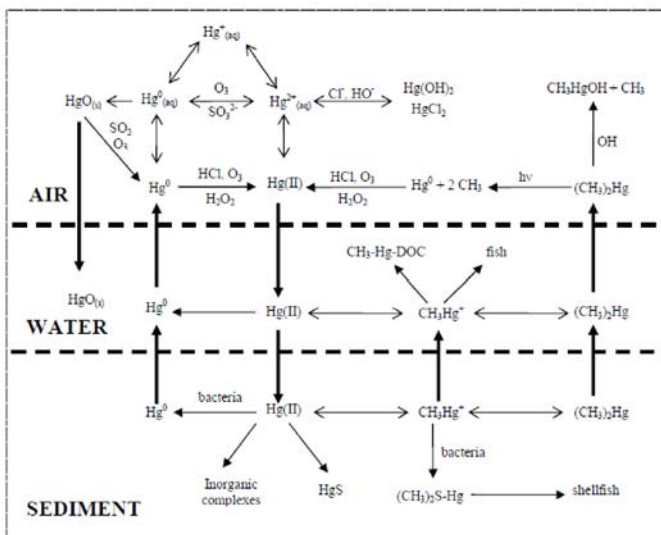 Hg⁺(aq)
HgO(s) Hg⁰(aq) O₃ Hg²⁺(aq) Cl⁻, HO⁻ Hg(OH)₂ CH₃HgOH + CH₃
SO₃²⁻ HgCl₂
SO₂
O₃ OH
Hg⁰ HCl, O₃ Hg(II) HCl, O₃ Hg⁰ + 2 CH₃ hν (CH₃)₂Hg
H₂O₂ H₂O₂
AIR
CH₃-Hg-DOC fish
HgO(s) Hg⁰ Hg(II) CH₃Hg⁺ (CH₃)₂Hg
WATER
bacteria
Hg⁰ Hg(II) CH₃Hg⁺ (CH₃)₂Hg
bacteria
Inorganic
complexes HgS (CH₃)₂S-Hg shellfish
SEDIMENT